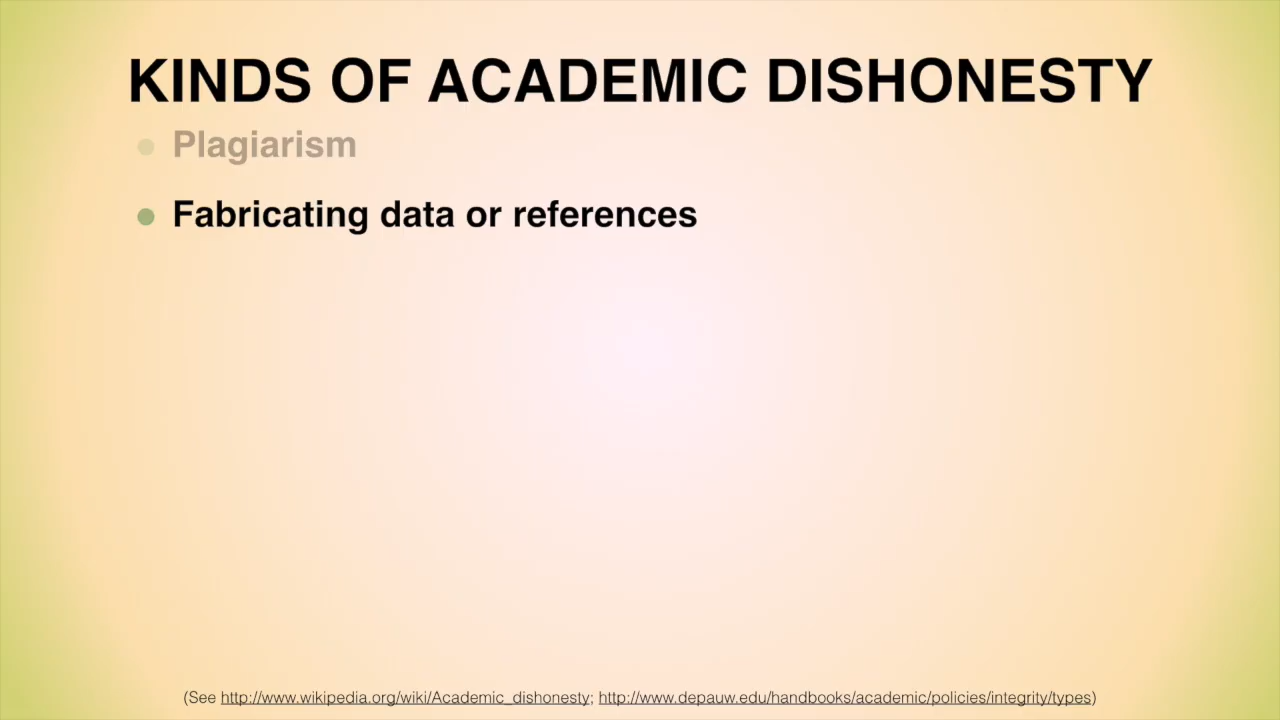 KINDS OF ACADEMIC DISHONESTY
Plagiarism
Fabricating data or references
(See http://www.wikipedia.org/wiki/Academic_dishonesty; http://www.depauw.edu/handbooks/academic/policies/integrity/types)